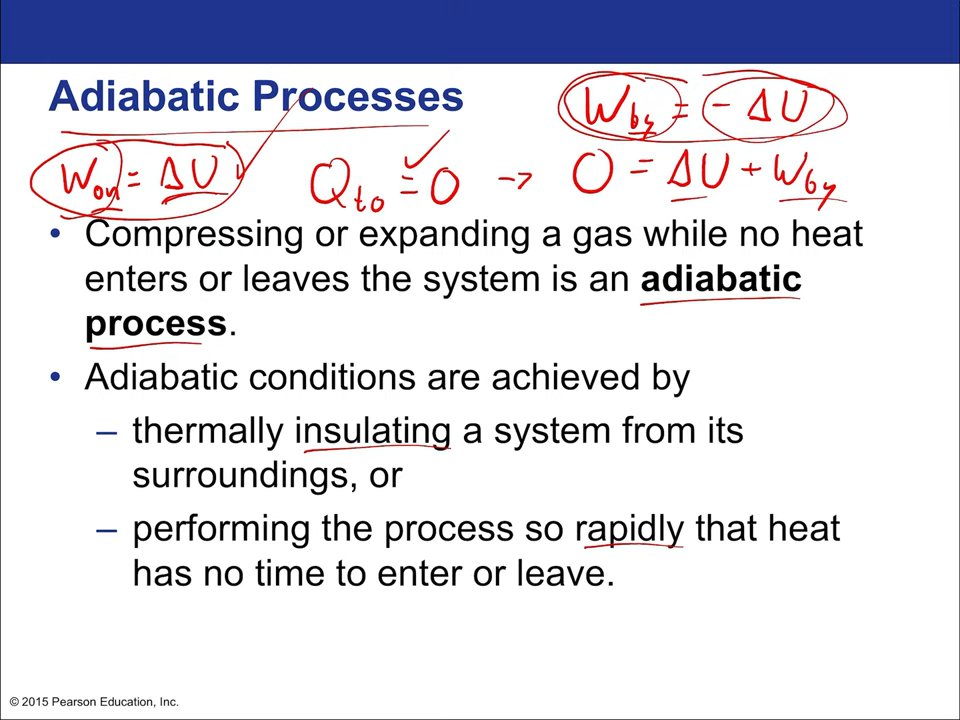 Adiabatic Processes
W_by = - ΔU
W_on = ΔU
Q_to = 0 → 0 = ΔU + W_by
• Compressing or expanding a gas while no heat
enters or leaves the system is an adiabatic
process.
• Adiabatic conditions are achieved by
– thermally insulating a system from its
surroundings, or
– performing the process so rapidly that heat
has no time to enter or leave.
© 2015 Pearson Education, Inc.